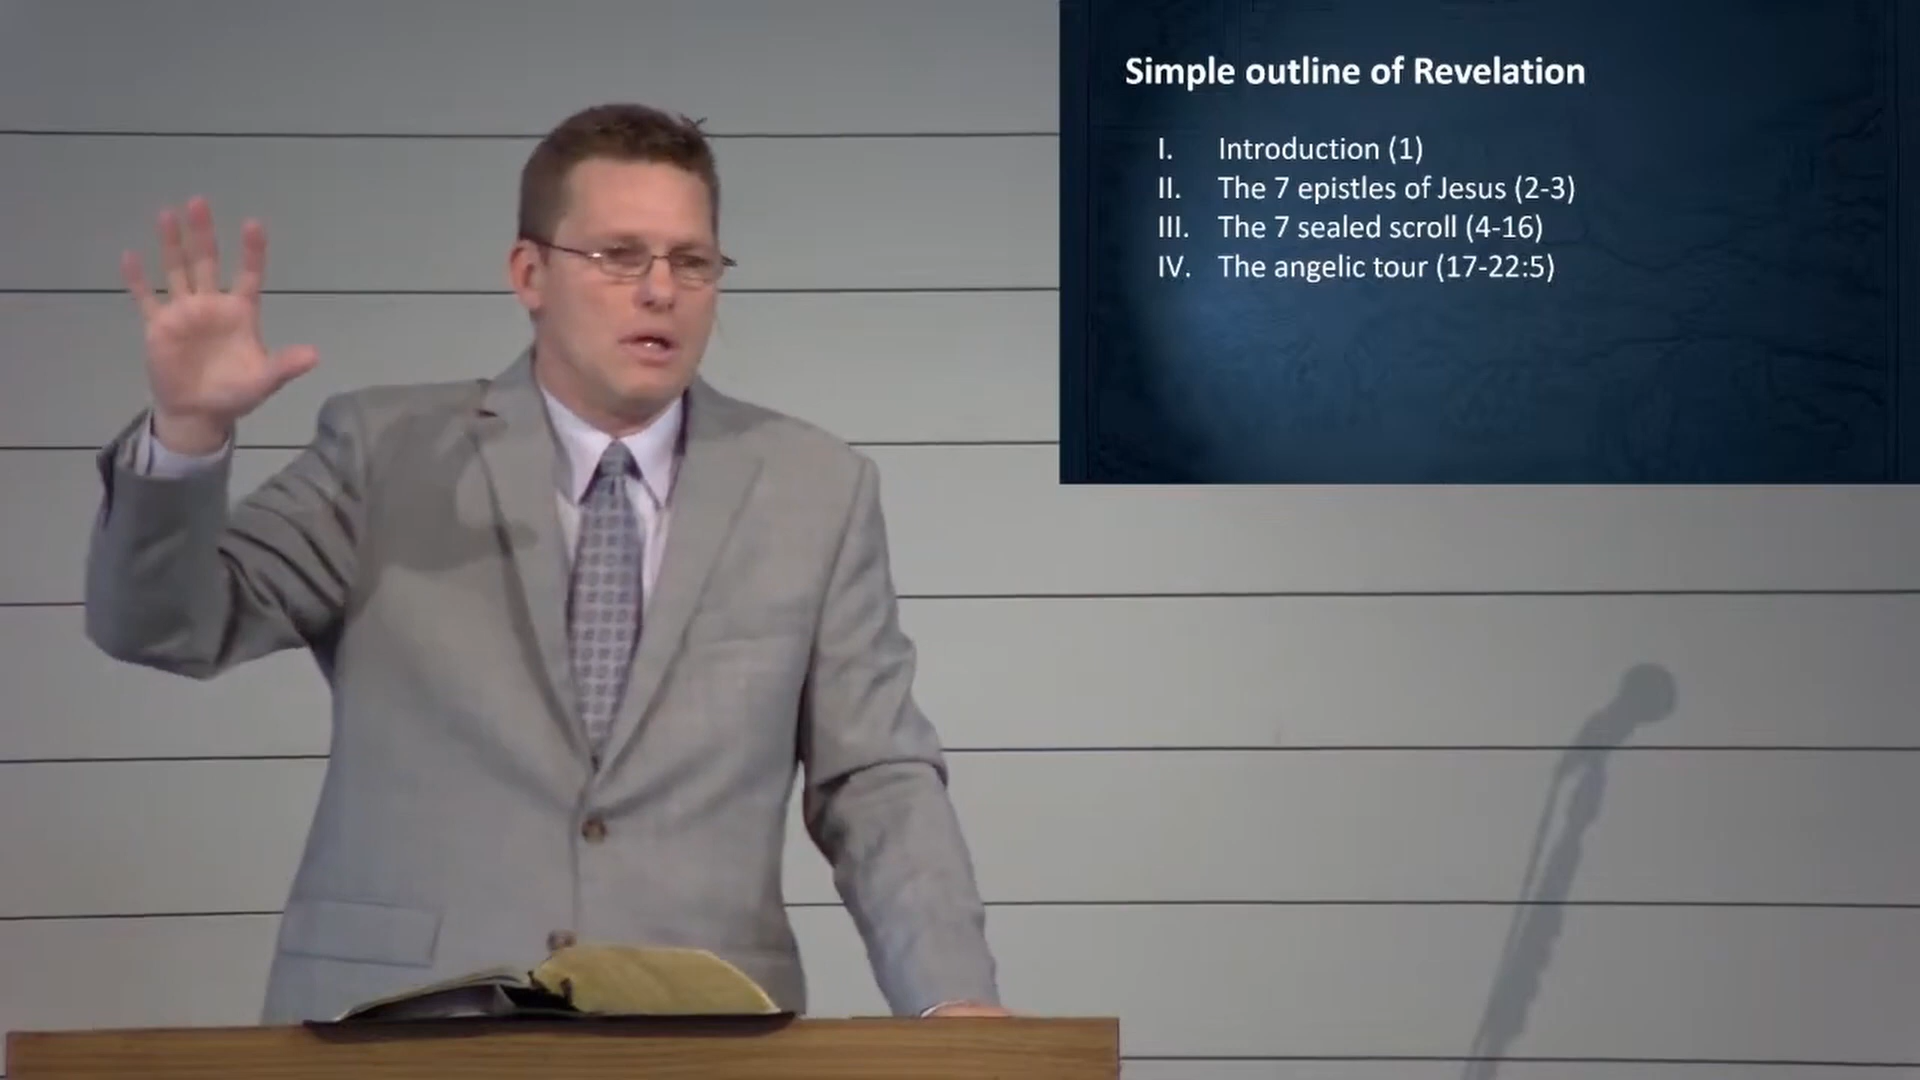 Simple outline of Revelation
I. Introduction (1)
II. The 7 epistles of Jesus (2-3)
III. The 7 sealed scroll (4-16)
IV. The angelic tour (17-22:5)